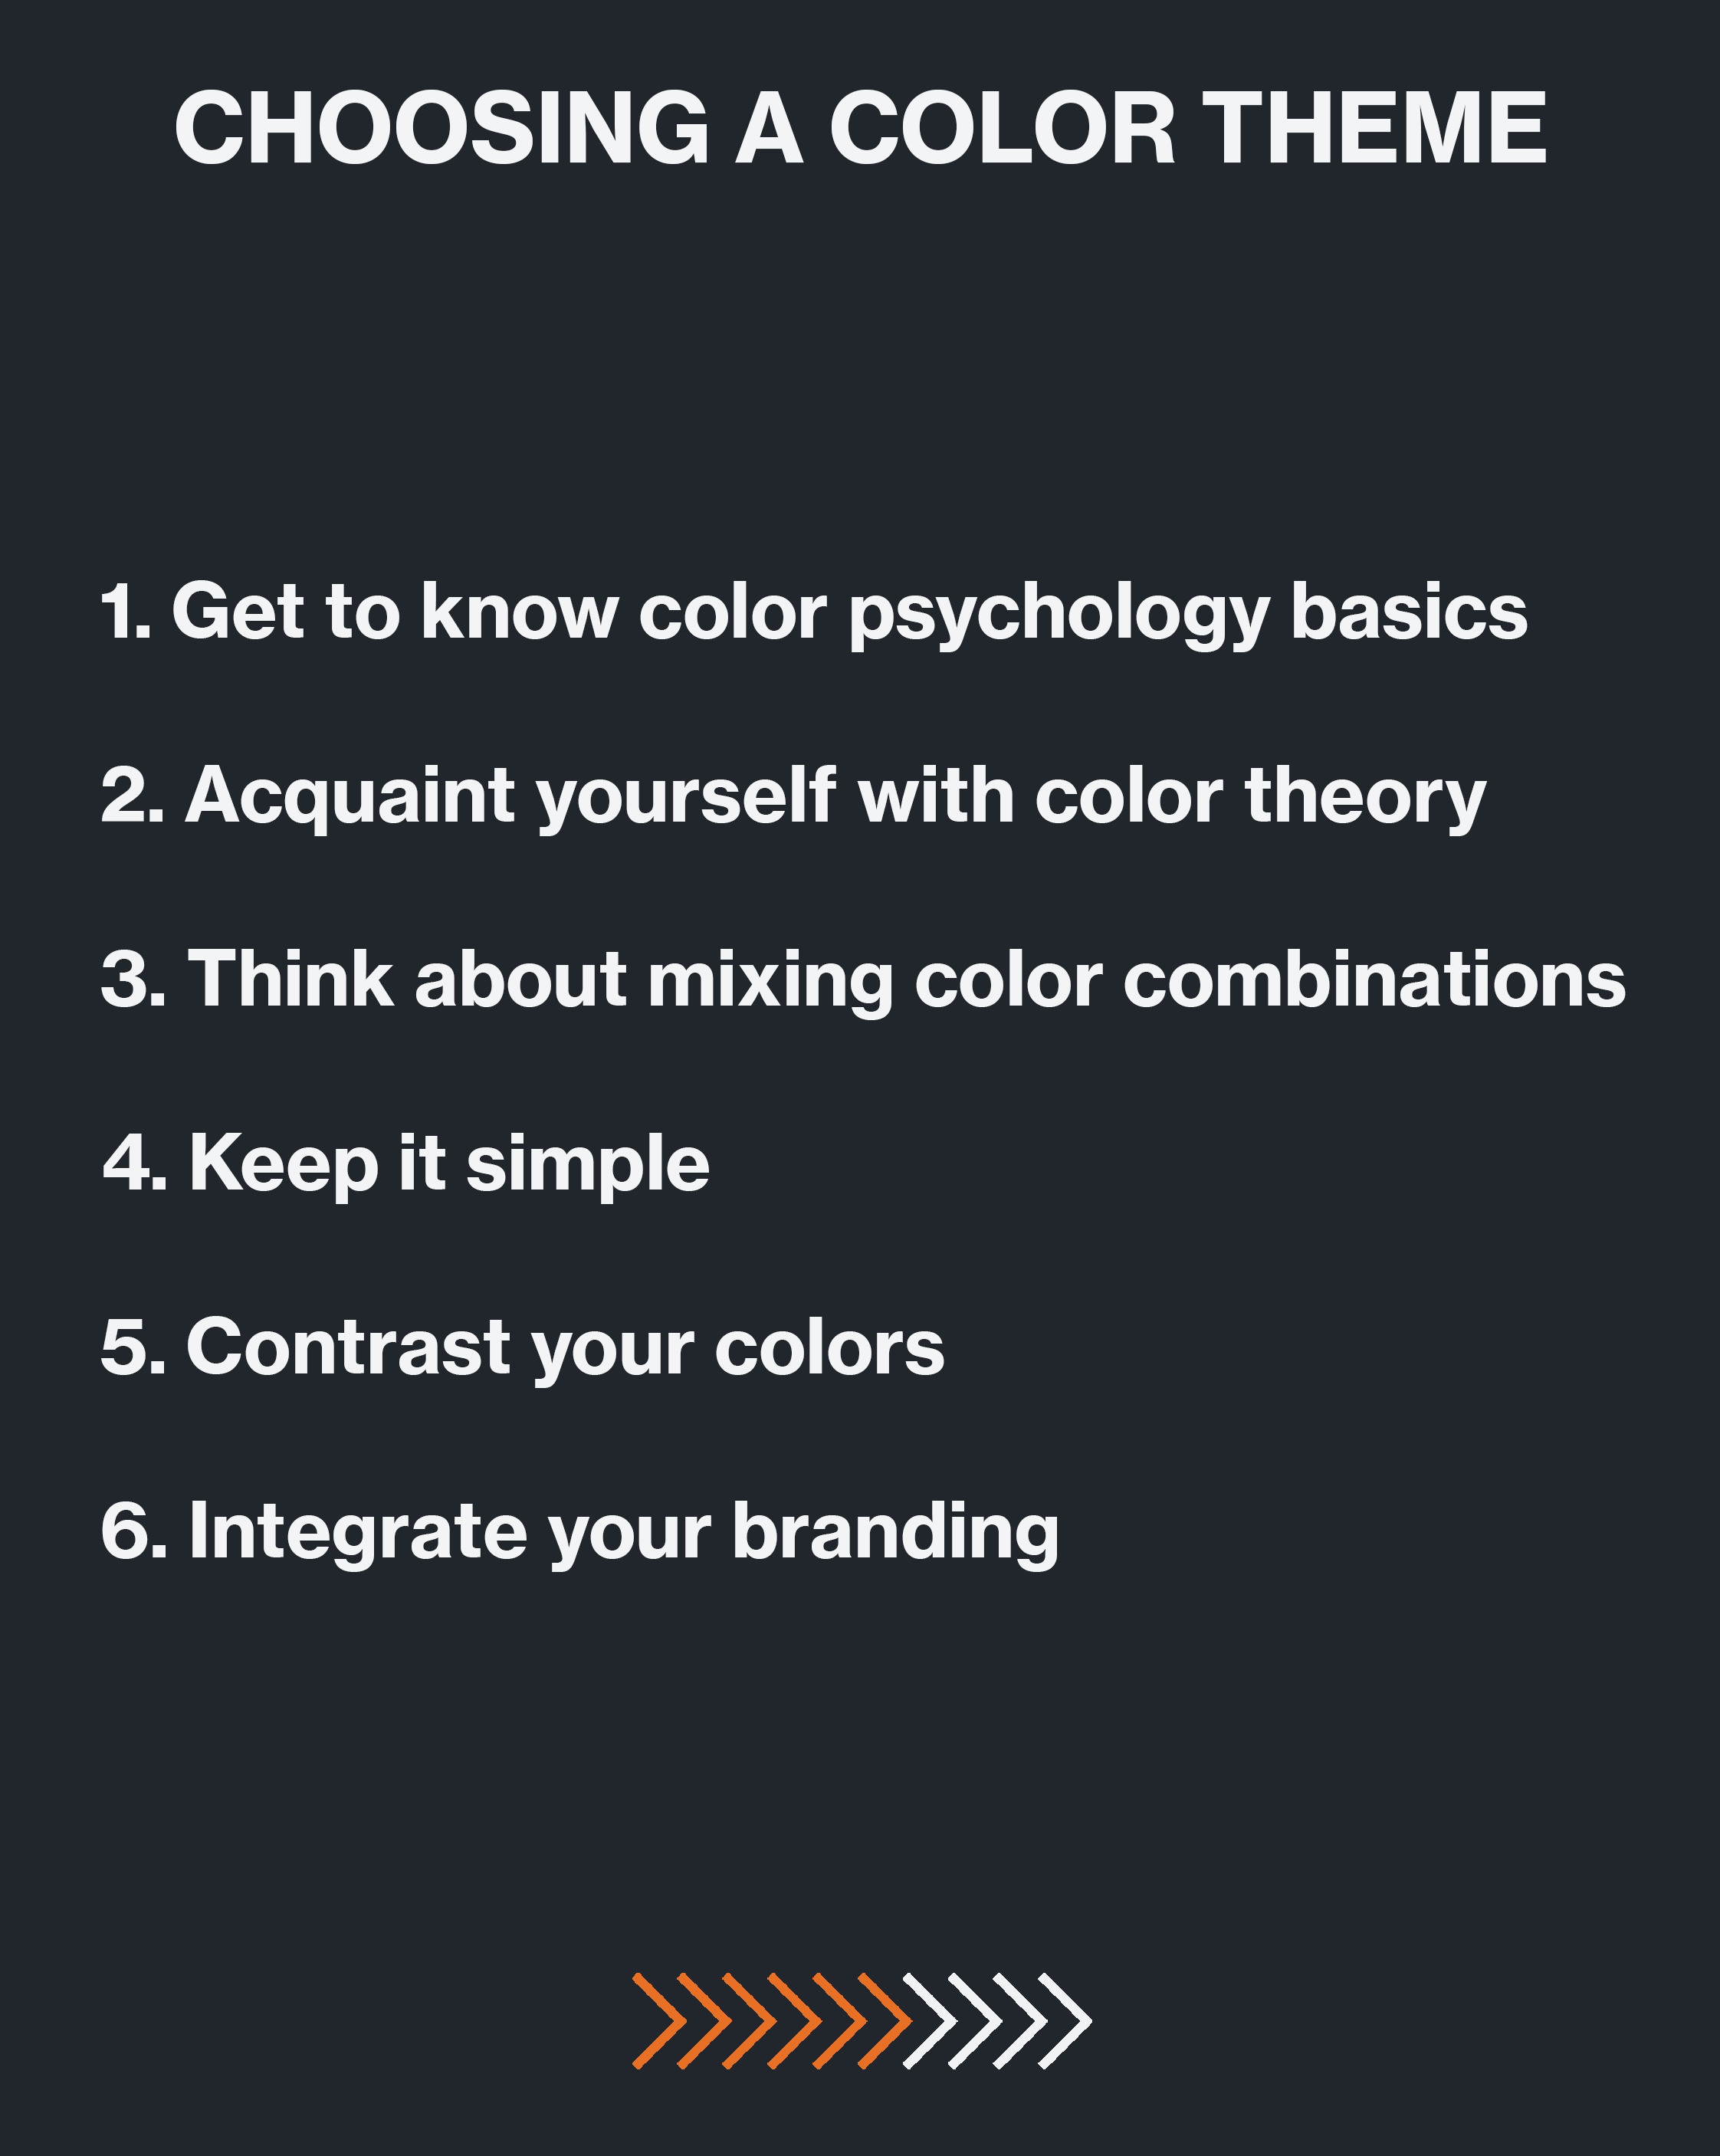 CHOOSING A COLOR THEME
1. Get to know color psychology basics
2. Acquaint yourself with color theory
3. Think about mixing color combinations
4. Keep it simple
5. Contrast your colors
6. Integrate your branding